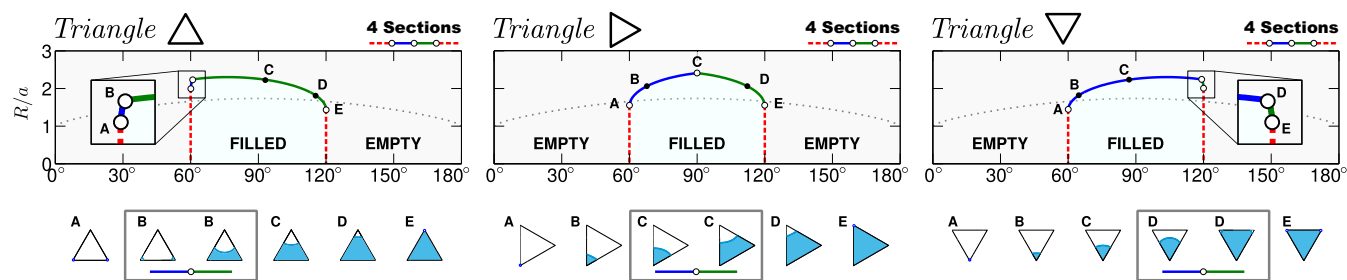 Triangle 4 Sections Triangle 4 Sections Triangle 4 Sections
R/a
3
2
1
0
A B C D E
EMPTY FILLED EMPTY
0° 30° 60° 90° 120° 150° 180°
A B C D E
EMPTY FILLED EMPTY
0° 30° 60° 90° 120° 150° 180°
A B C D E
EMPTY FILLED
0° 30° 60° 90° 120° 150° 180°
A B B C D E
A B C C D E
A B C D D E